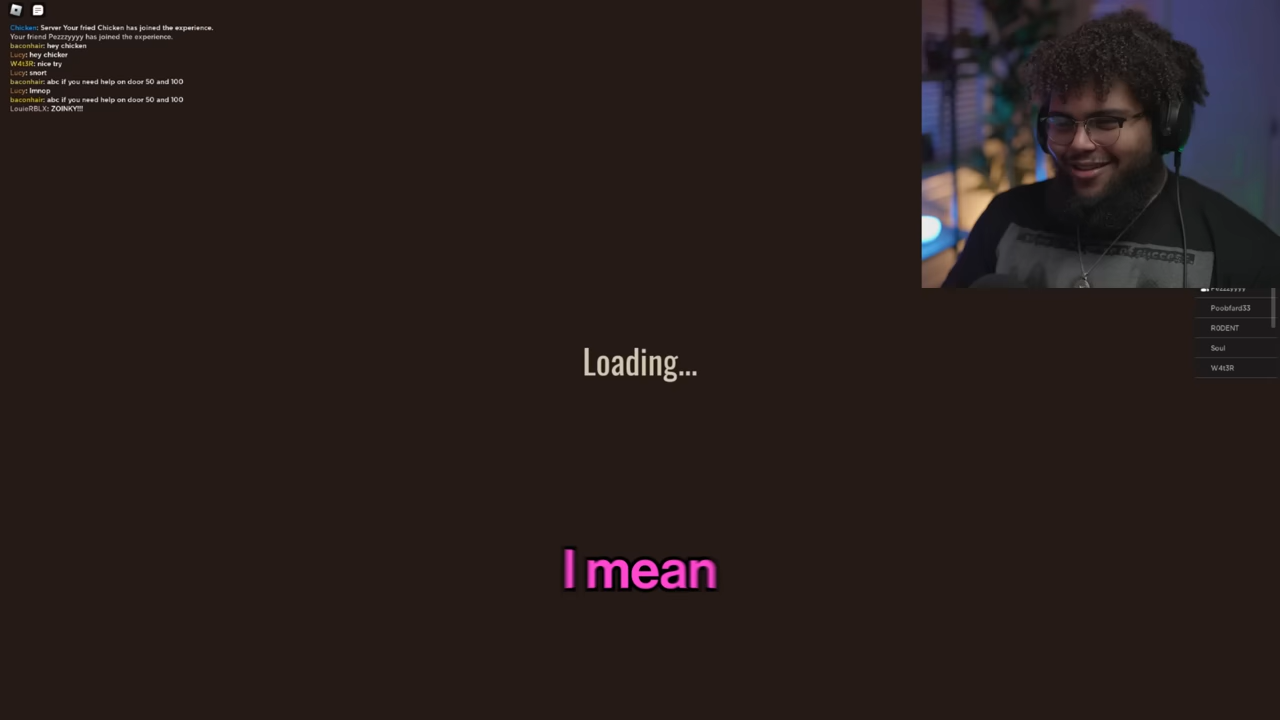 Chicken: Server Your fried Chicken has joined the experience.
Your friend Pezzzyyyy has joined the experience.
baconhair: hey chicken
Lucy: hey chicker
W4t3R: nice try
Lucy: snort
baconhair: abc if you need help on door 50 and 100
Lucy: lmnop
baconhair: abc if you need help on door 50 and 100
LouieRBLX: ZOINKY!!!
Pezzzyyyy
Poobfard33
R0DENT
Soul
W4t3R
Loading...
I mean